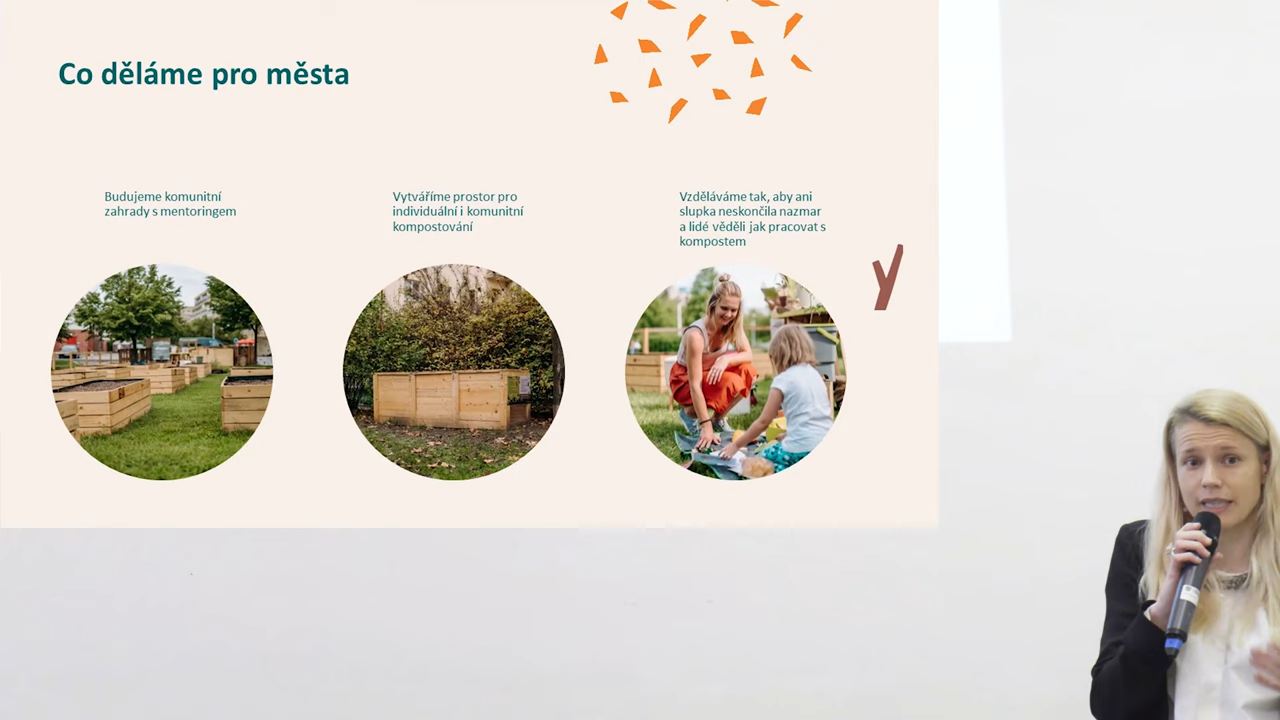 Co děláme pro města
Budujeme komunitní
zahrady s mentoringem
Vytváříme prostor pro
individuální i komunitní
kompostování
Vzděláváme tak, aby ani
slupka neskončila nazmar
a lidé věděli jak pracovat s
kompostem